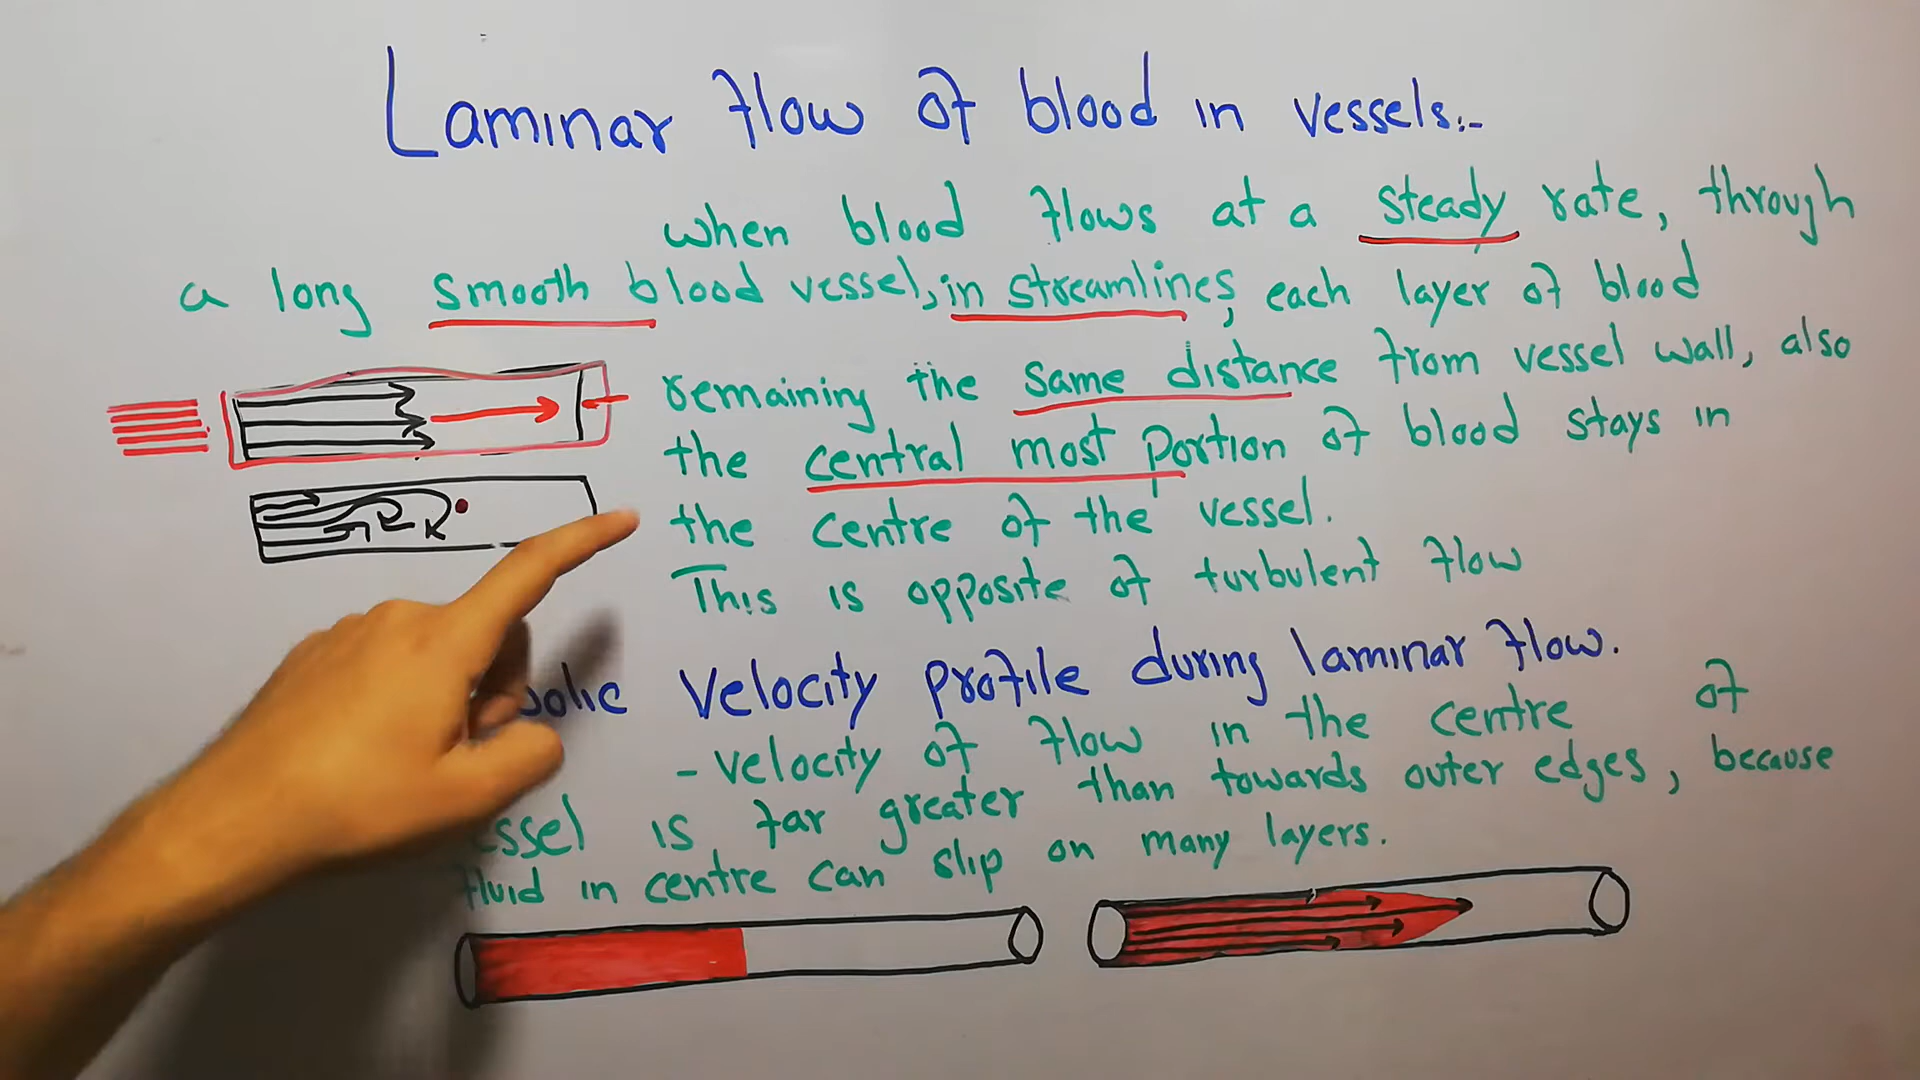 Laminar flow of blood in vessels:-
when blood flows at a steady rate, through
a long smooth blood vessel, in streamlines, each layer of blood
remaining the same distance from vessel wall, also
the central most portion of blood stays in
the centre of the vessel.
This is opposite of turbulent flow
velocity profile during laminar flow.
- velocity of flow in the centre of
is far greater than towards outer edges, because
fluid in centre can slip on many layers.